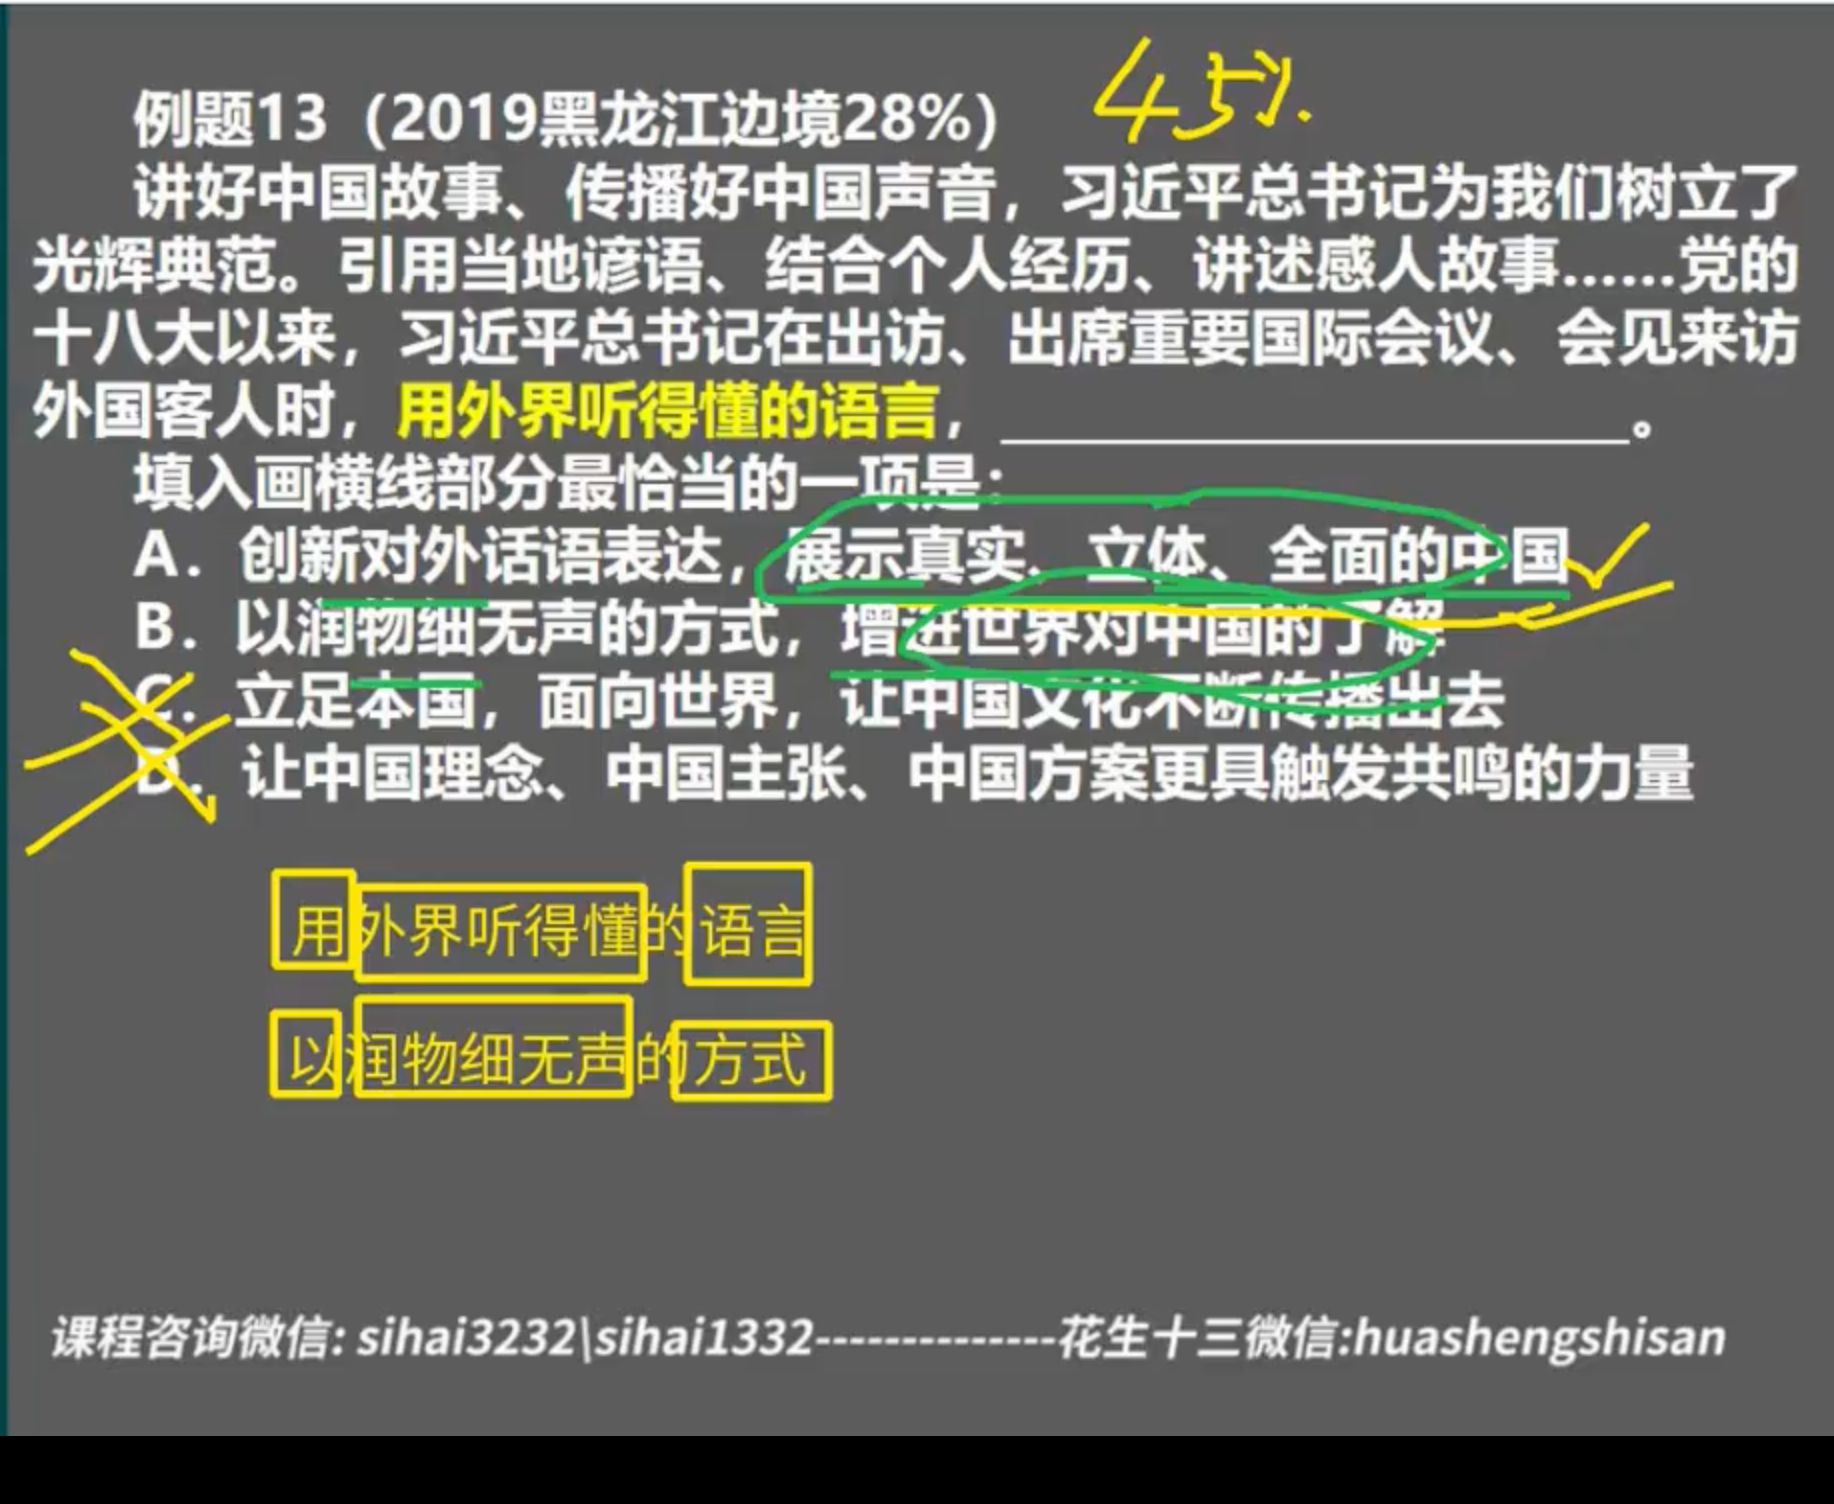 45%.
例题13（2019黑龙江边境28%）
讲好中国故事、传播好中国声音，习近平总书记为我们树立了
光辉典范。引用当地谚语、结合个人经历、讲述感人故事……党的
十八大以来，习近平总书记在出访、出席重要国际会议、会见来访
外国客人时，用外界听得懂的语言，____________________。
填入画横线部分最恰当的一项是：
A．创新对外话语表达，展示真实、立体、全面的中国
B．以润物细无声的方式，增进世界对中国的了解
C．立足本国，面向世界，让中国文化不断传播出去
D．让中国理念、中国主张、中国方案更具触发共鸣的力量
用外界听得懂的语言
以润物细无声的方式
课程咨询微信: sihai3232\sihai1332--------------花生十三微信:huashengshisan